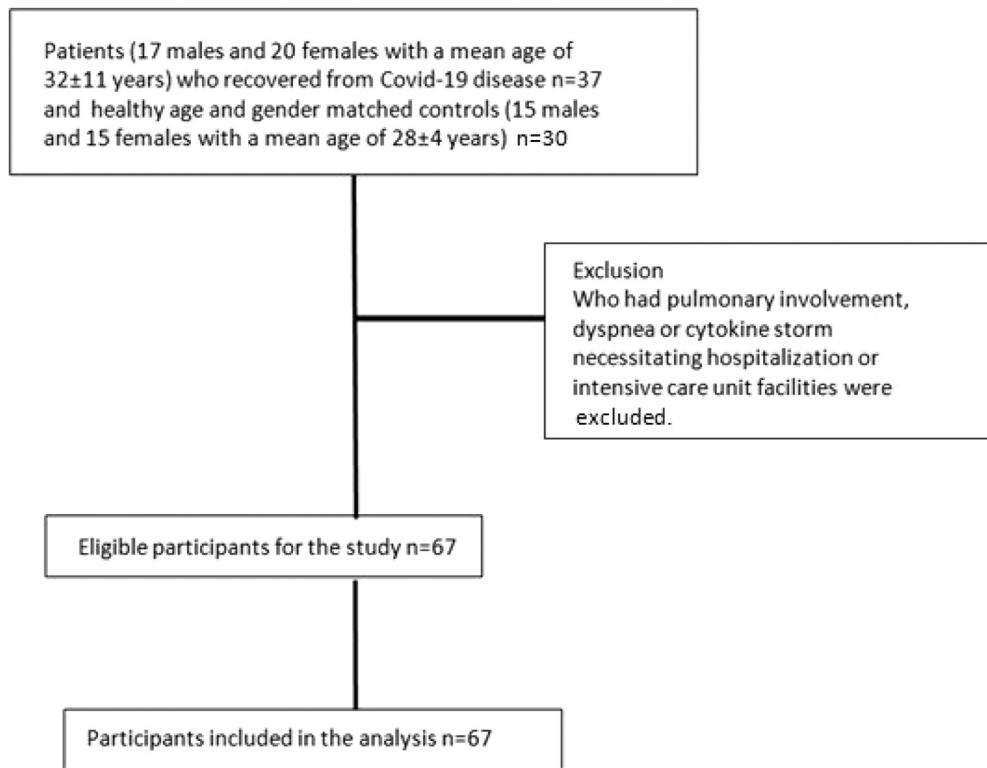 Patients (17 males and 20 females with a mean age of
32±11 years) who recovered from Covid-19 disease n=37
and healthy age and gender matched controls (15 males
and 15 females with a mean age of 28±4 years) n=30
Exclusion
Who had pulmonary involvement,
dyspnea or cytokine storm
necessitating hospitalization or
intensive care unit facilities were
excluded.
Eligible participants for the study n=67
Participants included in the analysis n=67